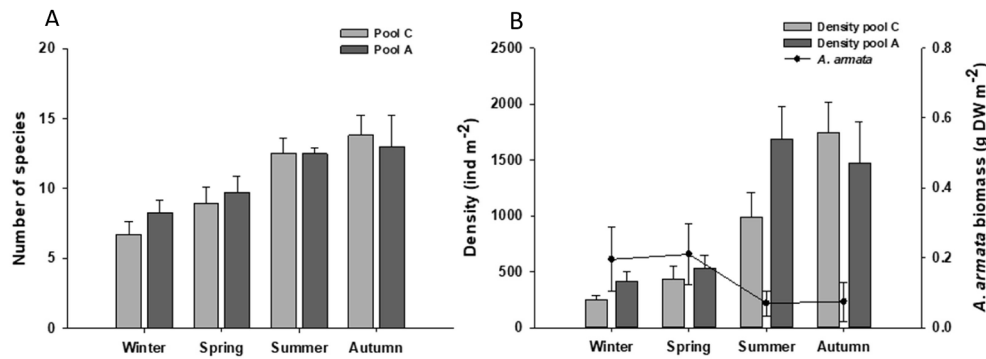 A
Pool C
Pool A
Number of species
20
15
10
5
0
Winter Spring Summer Autumn
B
Density pool C
Density pool A
A. armata
Density (ind m-2)
2500
2000
1500
1000
500
0
0.8
0.6
0.4
0.2
0.0
A. armata biomass (g DW m-2)
Winter Spring Summer Autumn